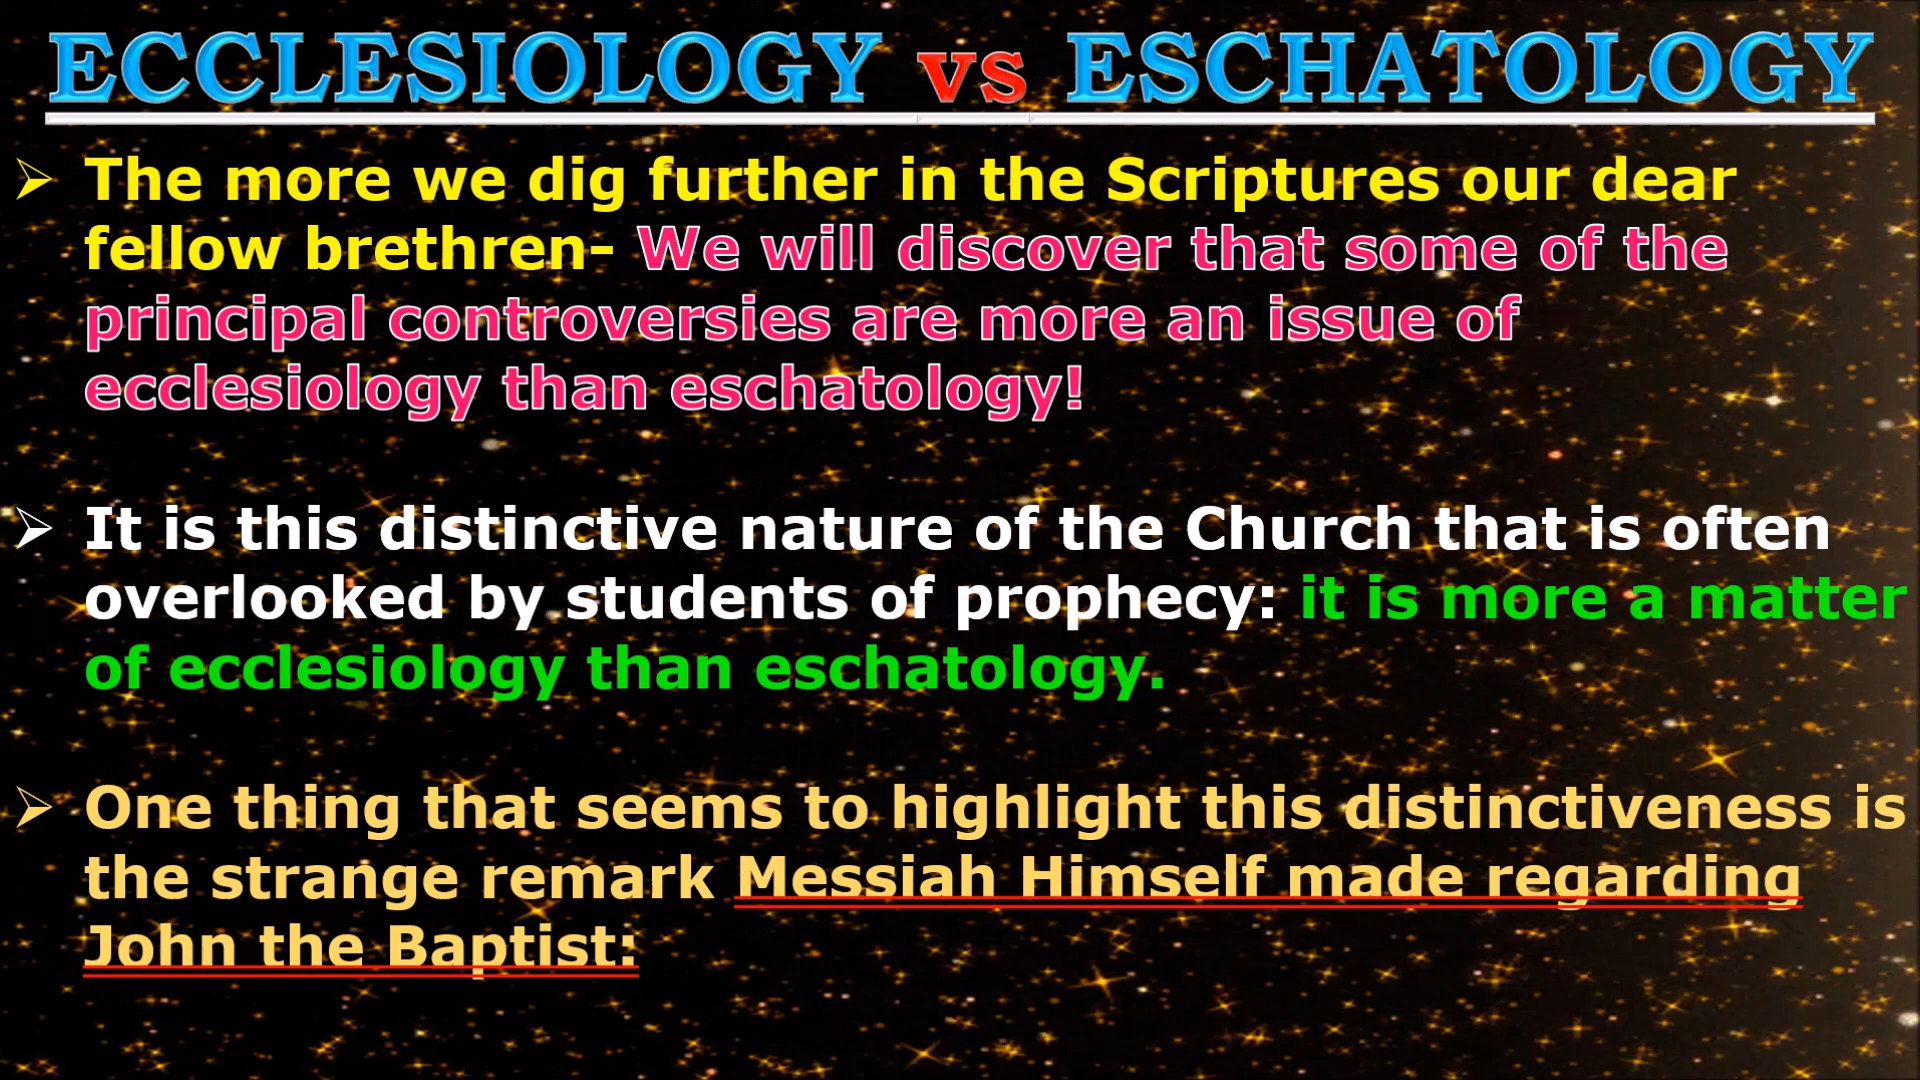 ECCLESIOLOGY vs ESCHATOLOGY
➢ The more we dig further in the Scriptures our dear
fellow brethren- We will discover that some of the
principal controversies are more an issue of
ecclesiology than eschatology!
➢ It is this distinctive nature of the Church that is often
overlooked by students of prophecy: it is more a matter
of ecclesiology than eschatology.
➢ One thing that seems to highlight this distinctiveness is
the strange remark Messiah Himself made regarding
John the Baptist: